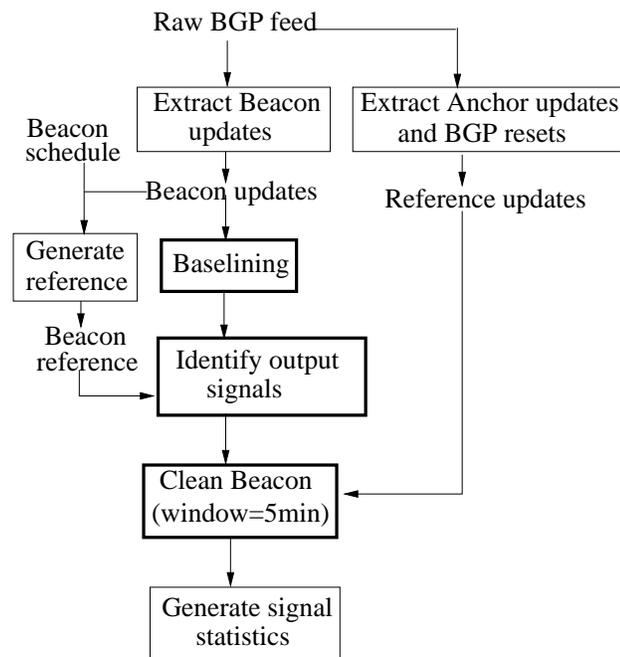 Raw BGP feed
Extract Beacon
updates
Extract Anchor updates
and BGP resets
Beacon
schedule
Beacon updates
Reference updates
Generate
reference
Baselining
Beacon
reference
Identify output
signals
Clean Beacon
(window=5min)
Generate signal
statistics